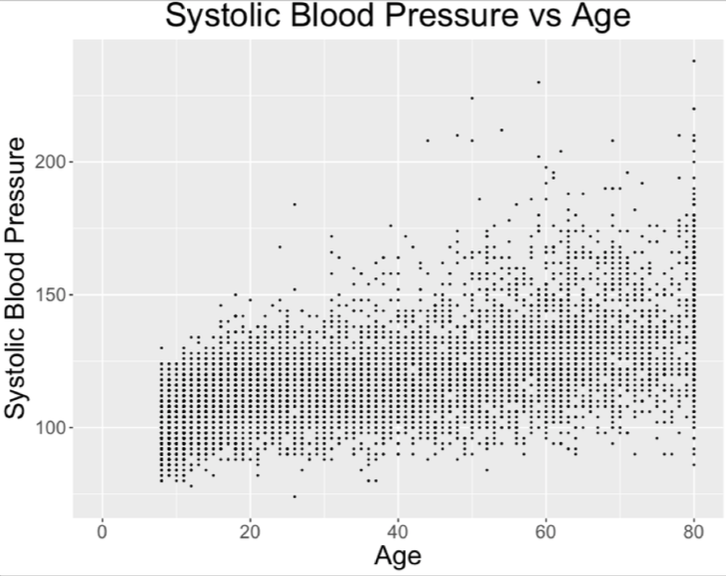 Systolic Blood Pressure vs Age
Systolic Blood Pressure
200
150
100
0 20 40 60 80
Age